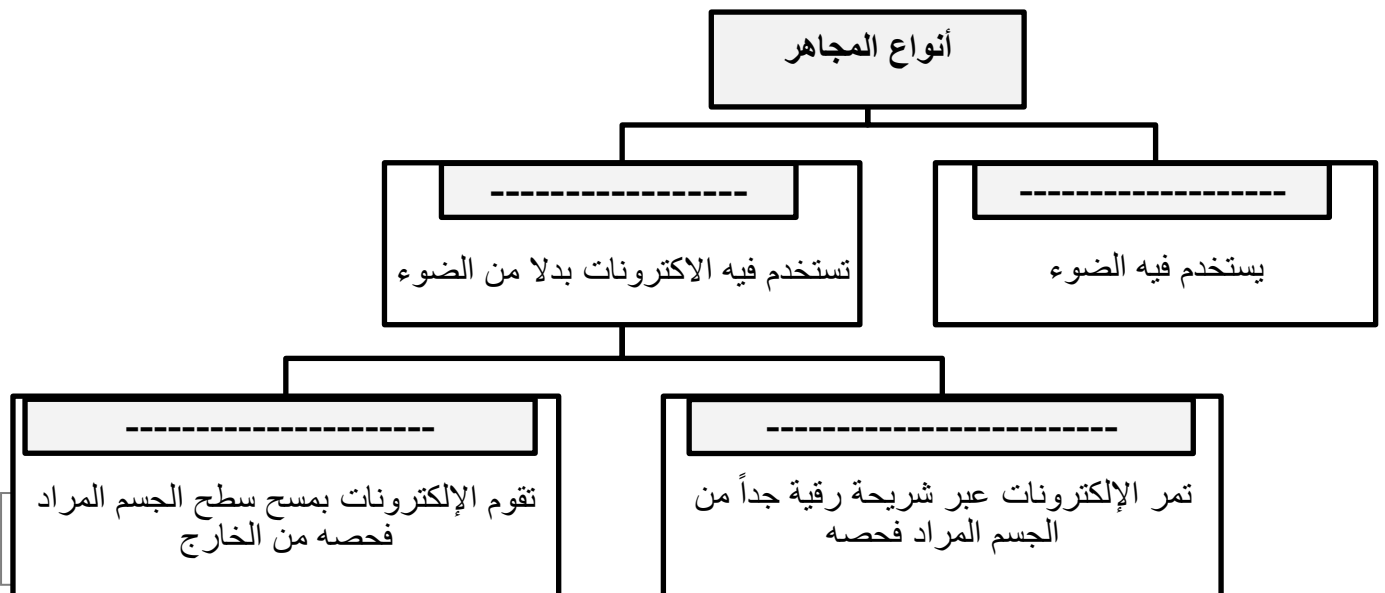 أنواع المجاهر
-------------------
يستخدم فيه الضوء
-----------------
تستخدم فيه الاكترونات بدلا من الضوء
-------------------------
تمر الإلكترونات عبر شريحة رقية جداً من
الجسم المراد فحصه
----------------------
تقوم الإلكترونات بمسح سطح الجسم المراد
فحصه من الخارج